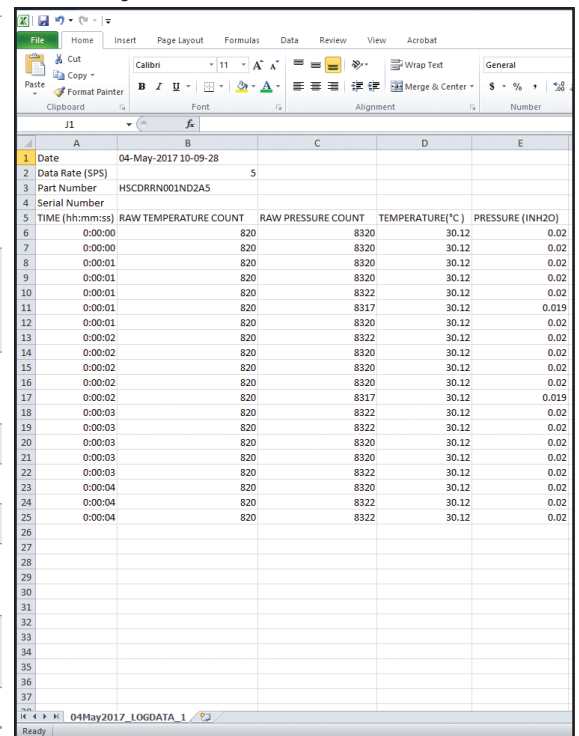 File Home Insert Page Layout Formulas Data Review View Acrobat
Cut
Copy
Format Painter
Paste
Calibri 11 A A Wrap Text General
B I U A Merge & Center $ % ,
Clipboard Font Alignment Number
J1 fx
A B C D E
1 Date 04-May-2017 10-09-28
2 Data Rate (SPS) 5
3 Part Number HSCDRRN001ND2A5
4 Serial Number
5 TIME (hh:mm:ss) RAW TEMPERATURE COUNT RAW PRESSURE COUNT TEMPERATURE(°C ) PRESSURE (INH2O)
6 0:00:00 820 8320 30.12 0.02
7 0:00:00 820 8320 30.12 0.02
8 0:00:01 820 8320 30.12 0.02
9 0:00:01 820 8320 30.12 0.02
10 0:00:01 820 8322 30.12 0.02
11 0:00:01 820 8317 30.12 0.019
12 0:00:01 820 8320 30.12 0.02
13 0:00:02 820 8322 30.12 0.02
14 0:00:02 820 8320 30.12 0.02
15 0:00:02 820 8320 30.12 0.02
16 0:00:02 820 8320 30.12 0.02
17 0:00:02 820 8317 30.12 0.019
18 0:00:03 820 8322 30.12 0.02
19 0:00:03 820 8322 30.12 0.02
20 0:00:03 820 8320 30.12 0.02
21 0:00:03 820 8320 30.12 0.02
22 0:00:03 820 8322 30.12 0.02
23 0:00:04 820 8320 30.12 0.02
24 0:00:04 820 8322 30.12 0.02
25 0:00:04 820 8322 30.12 0.02
26
27
28
29
30
31
32
33
34
35
36
37
04May2017_LOGDATA_1
Ready